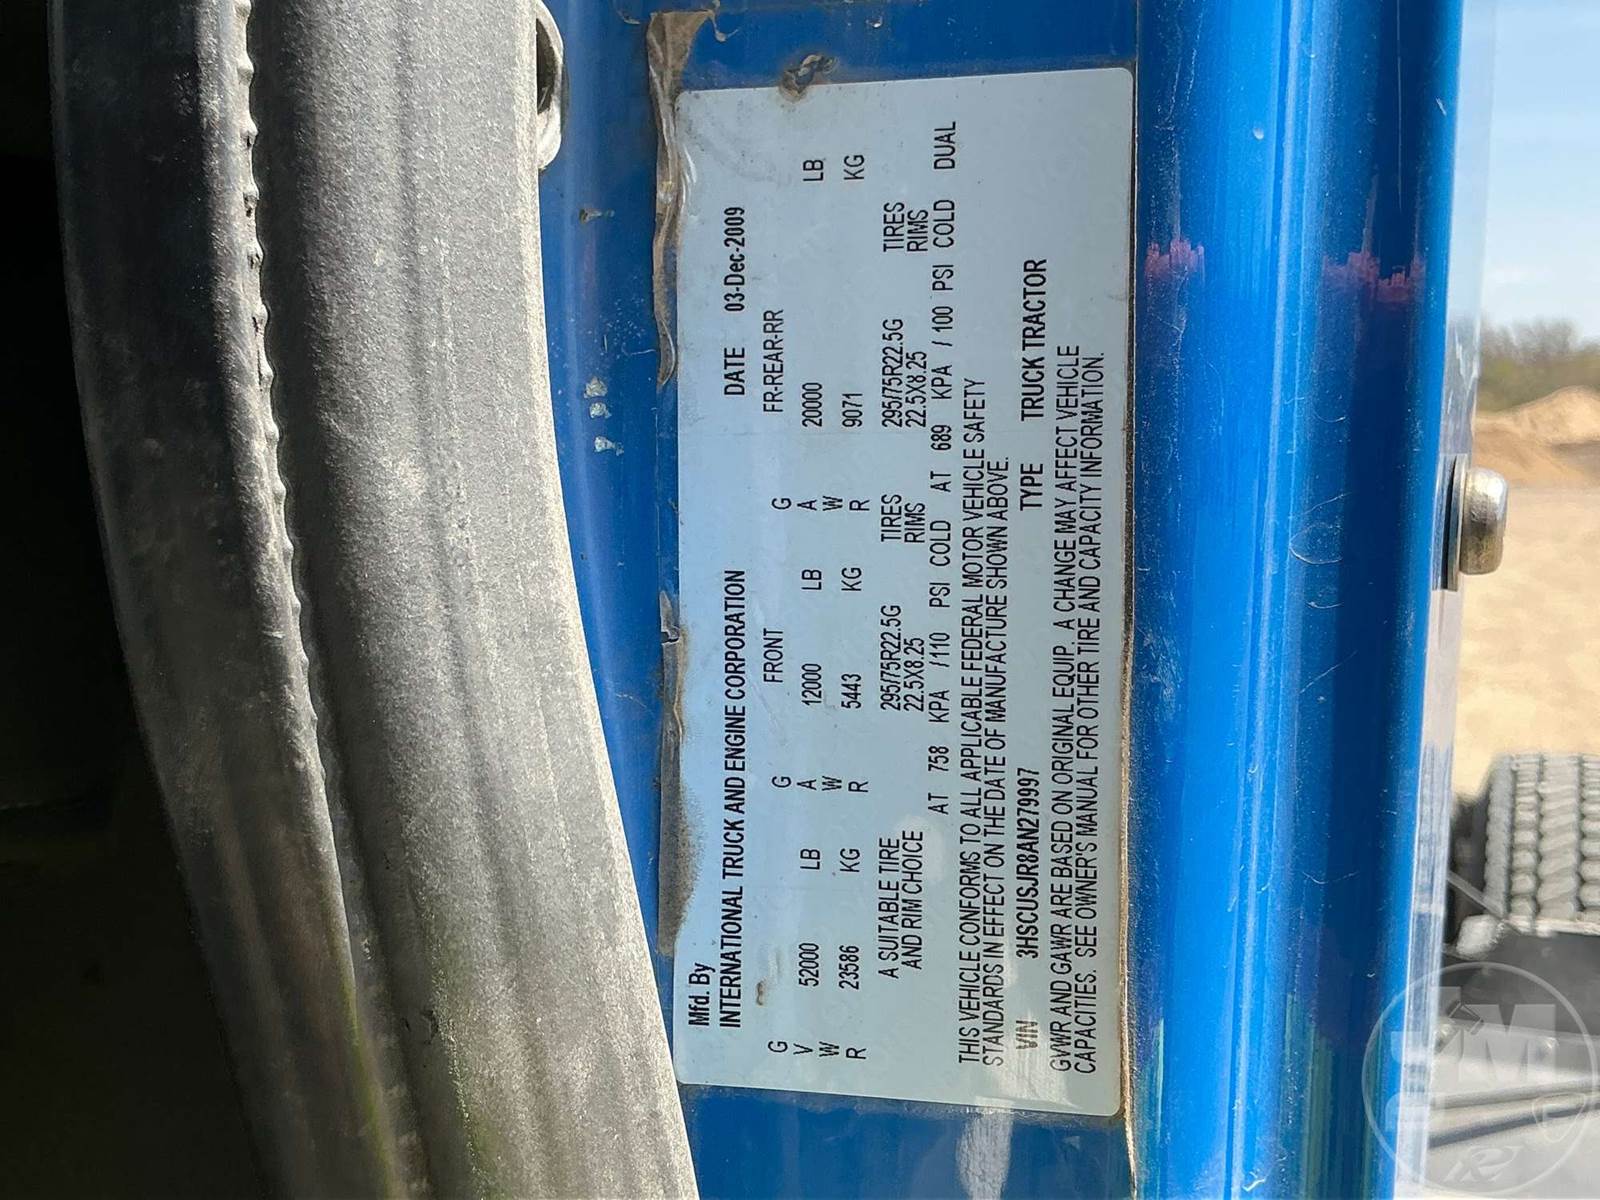 Mfd. By
INTERNATIONAL TRUCK AND ENGINE CORPORATION DATE 03-Dec-2009
FRONT FR-REAR-RR
G G G
V 52000 LB A 12000 LB A 20000 LB
W W W
R 23586 KG R 5443 KG R 9071 KG
A SUITABLE TIRE 295/75R22.5G TIRES 295/75R22.5G TIRES
AND RIM CHOICE 22.5X8.25 RIMS 22.5X8.25 RIMS
AT 758 KPA /110 PSI COLD AT 689 KPA / 100 PSI COLD DUAL
THIS VEHICLE CONFORMS TO ALL APPLICABLE FEDERAL MOTOR VEHICLE SAFETY
STANDARDS IN EFFECT ON THE DATE OF MANUFACTURE SHOWN ABOVE.
VIN 3HSCUSJR8AN279997 TYPE TRUCK TRACTOR
GVWR AND GAWR ARE BASED ON ORIGINAL EQUIP. A CHANGE MAY AFFECT VEHICLE
CAPACITIES. SEE OWNER'S MANUAL FOR OTHER TIRE AND CAPACITY INFORMATION.